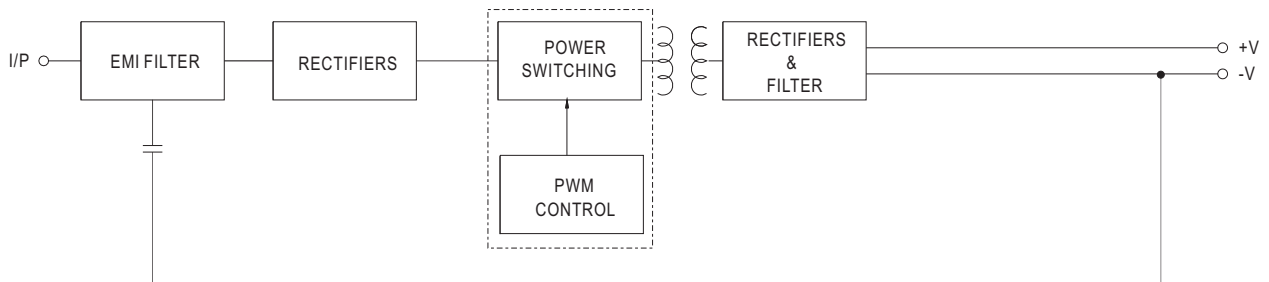 I/P
EMI FILTER
RECTIFIERS
POWER
SWITCHING
PWM
CONTROL
RECTIFIERS
&
FILTER
+V
-V